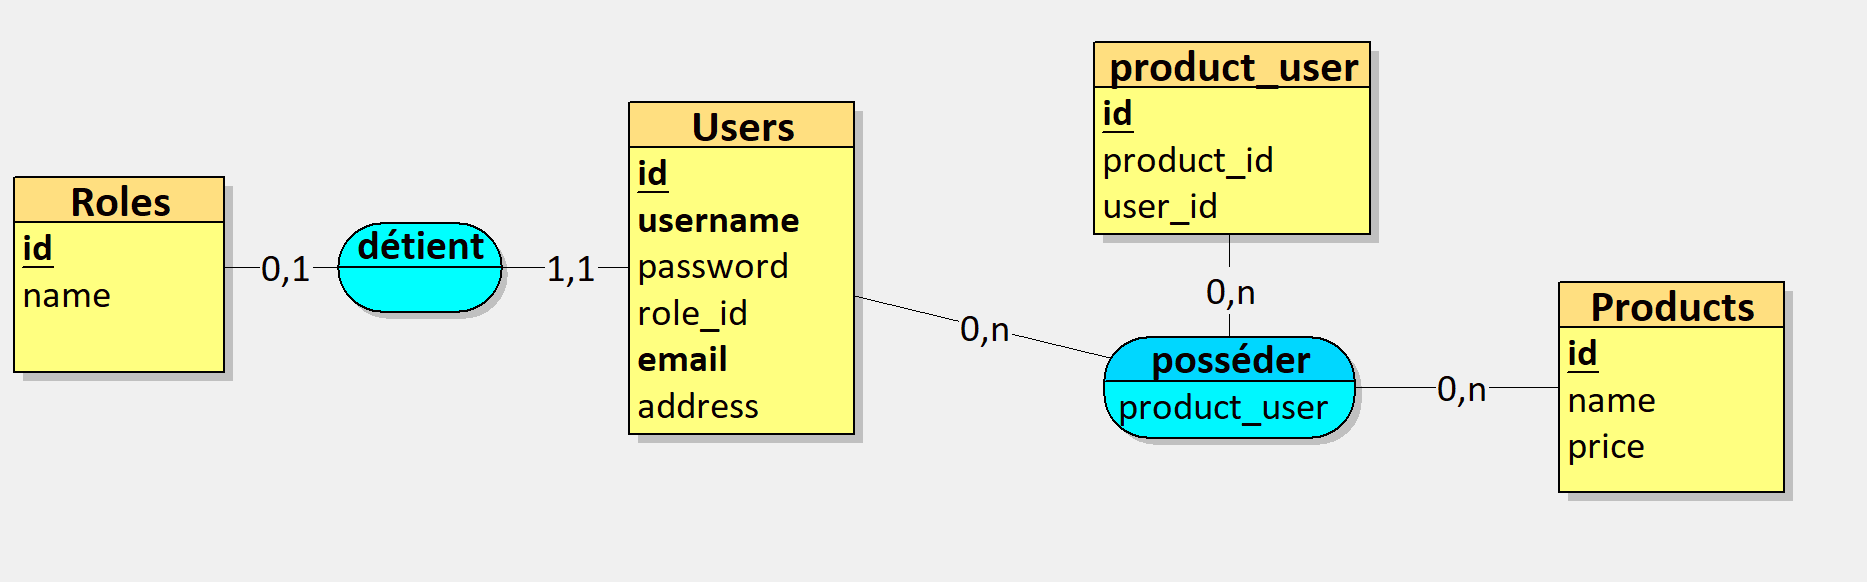 Roles
id
name
0,1
détient
1,1
Users
id
username
password
role_id
email
address
0,n
product_user
id
product_id
user_id
0,n
posséder
product_user
0,n
Products
id
name
price